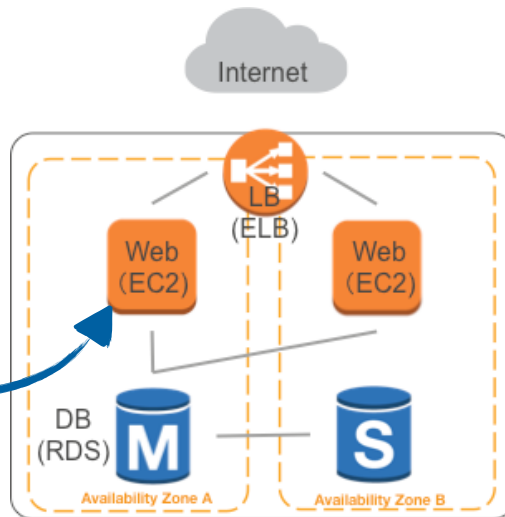 Internet
LB
(ELB)
Web
(EC2)
Web
(EC2)
DB
(RDS)
M
S
Availability Zone A
Availability Zone B